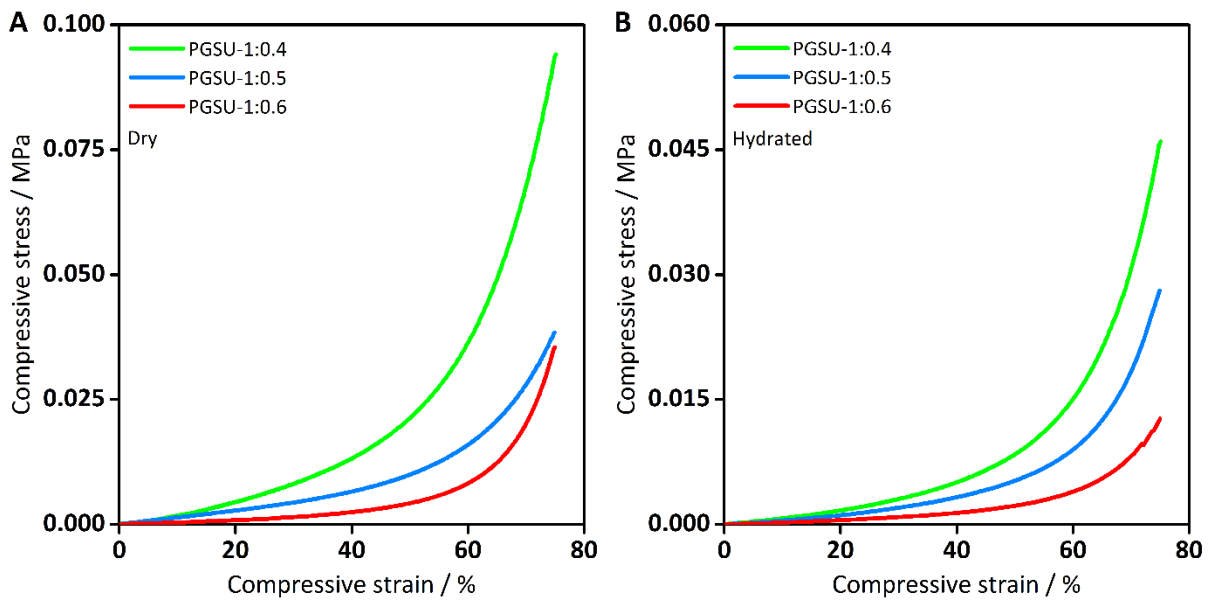 A
0.100
PGSU-1:0.4
PGSU-1:0.5
PGSU-1:0.6
Dry
0.075
0.050
0.025
0.000
Compressive stress / MPa
0 20 40 60 80
Compressive strain / %
B
0.060
PGSU-1:0.4
PGSU-1:0.5
PGSU-1:0.6
Hydrated
0.045
0.030
0.015
0.000
Compressive stress / MPa
0 20 40 60 80
Compressive strain / %